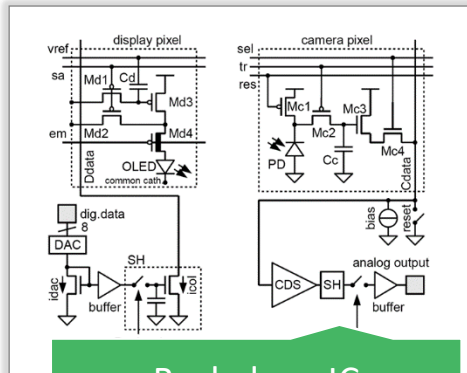 display pixel
camera pixel
vref
sa
Md1
Cd
Md3
Md2
em
Md4
OLED
common cath
Ddata
sel
tr
res
Mc1
Mc3
Mc2
Mc4
PD
Cc
Cdata
dig.data
8
DAC
SH
idac
buffer
icol
bias
reset
CDS
SH
analog output
buffer